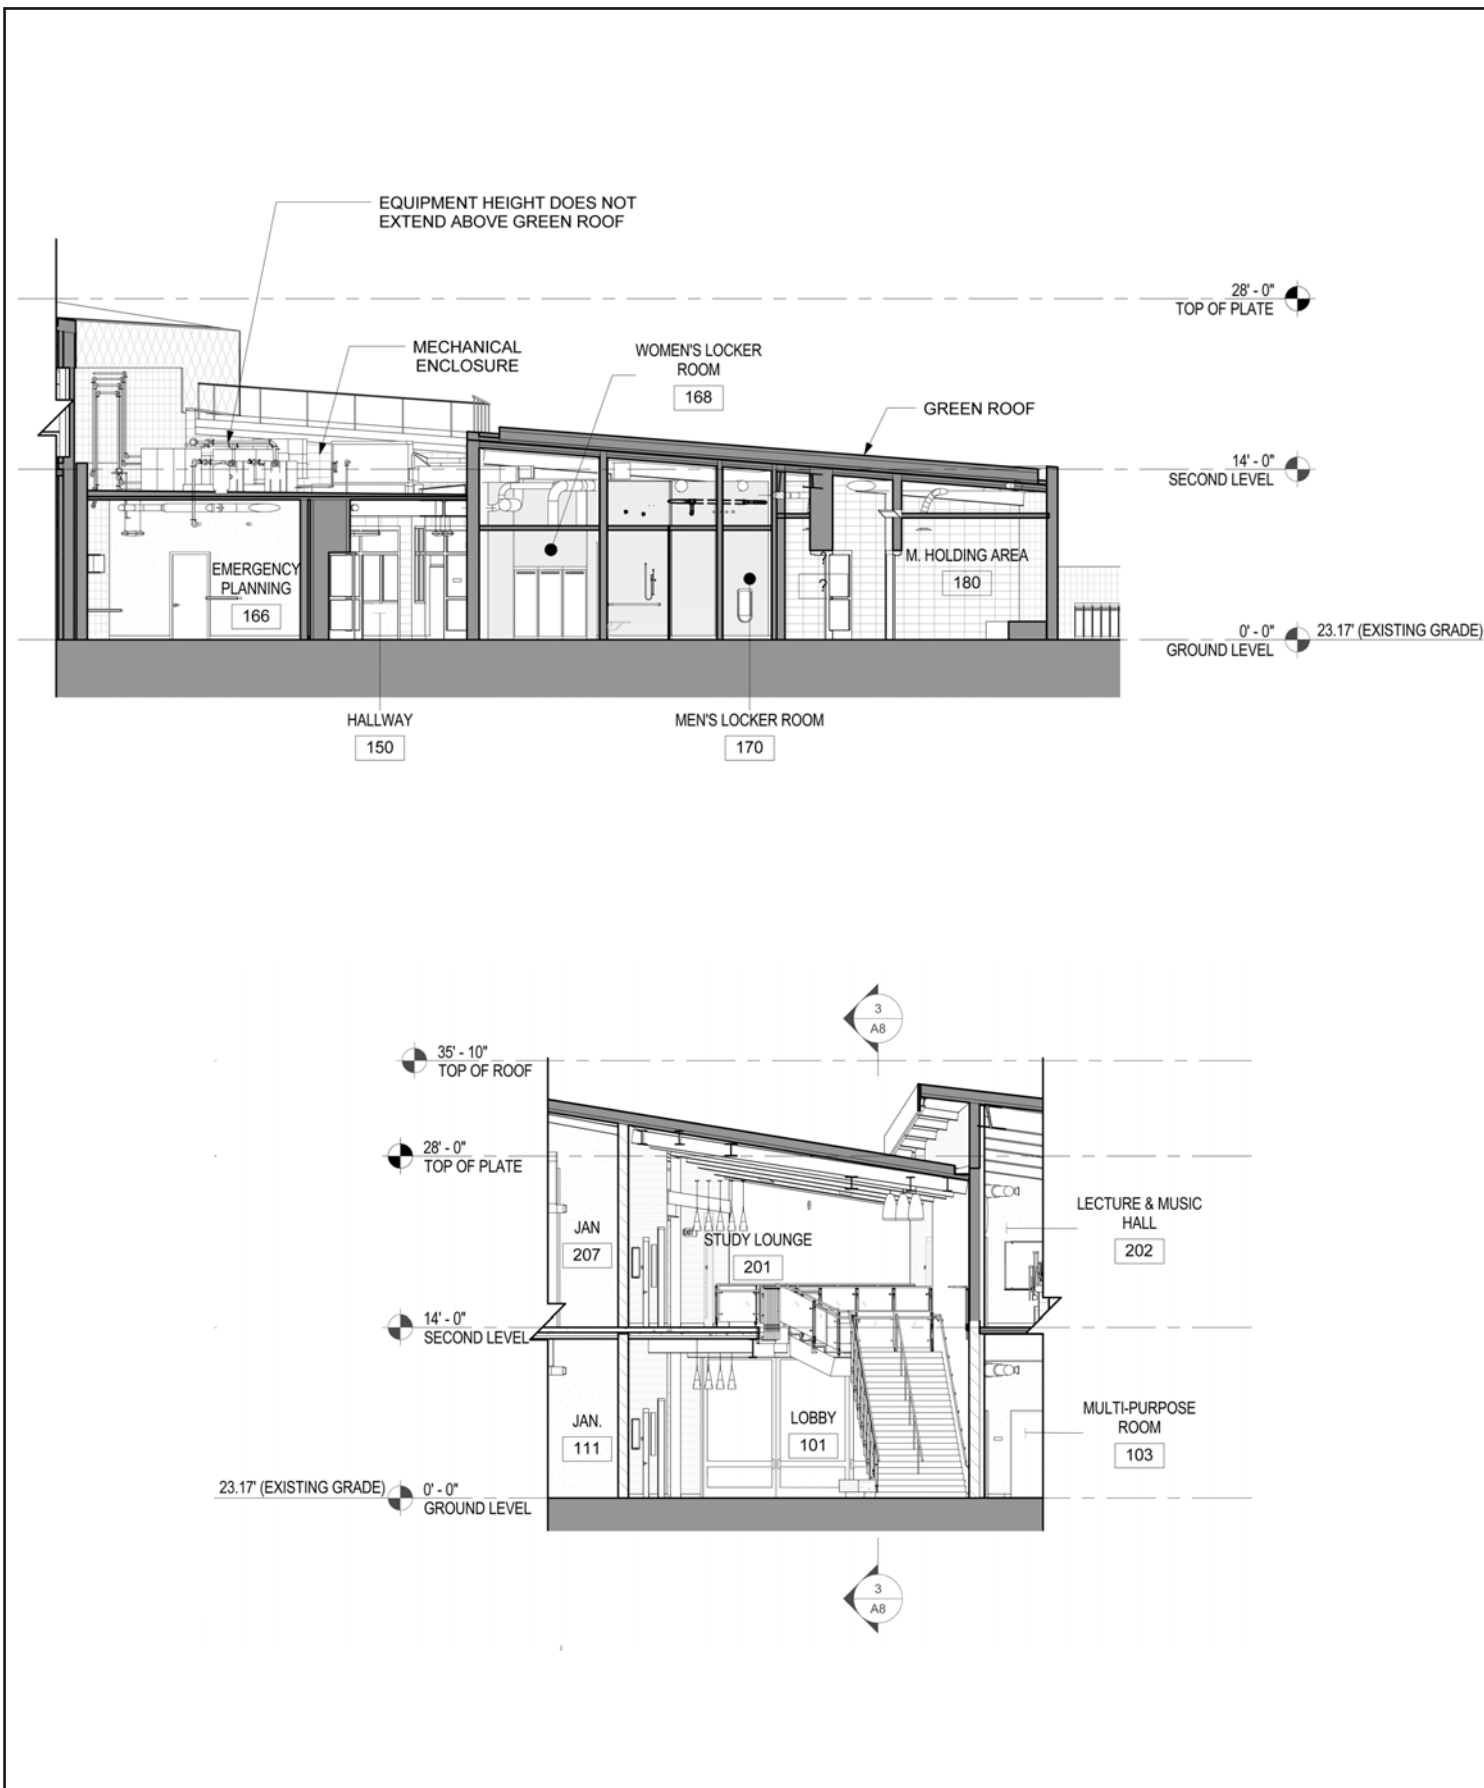 EQUIPMENT HEIGHT DOES NOT
EXTEND ABOVE GREEN ROOF
28' - 0"
TOP OF PLATE
MECHANICAL
ENCLOSURE
WOMEN'S LOCKER
ROOM
168
GREEN ROOF
14' - 0"
SECOND LEVEL
EMERGENCY
PLANNING
166
M. HOLDING AREA
180
?
?
0' - 0"
GROUND LEVEL
23.17' (EXISTING GRADE)
HALLWAY
150
MEN'S LOCKER ROOM
170
3
A8
35' - 10"
TOP OF ROOF
28' - 0"
TOP OF PLATE
JAN
207
STUDY LOUNGE
201
LECTURE & MUSIC
HALL
202
14' - 0"
SECOND LEVEL
JAN.
111
LOBBY
101
MULTI-PURPOSE
ROOM
103
23.17' (EXISTING GRADE)
0' - 0"
GROUND LEVEL
3
A8